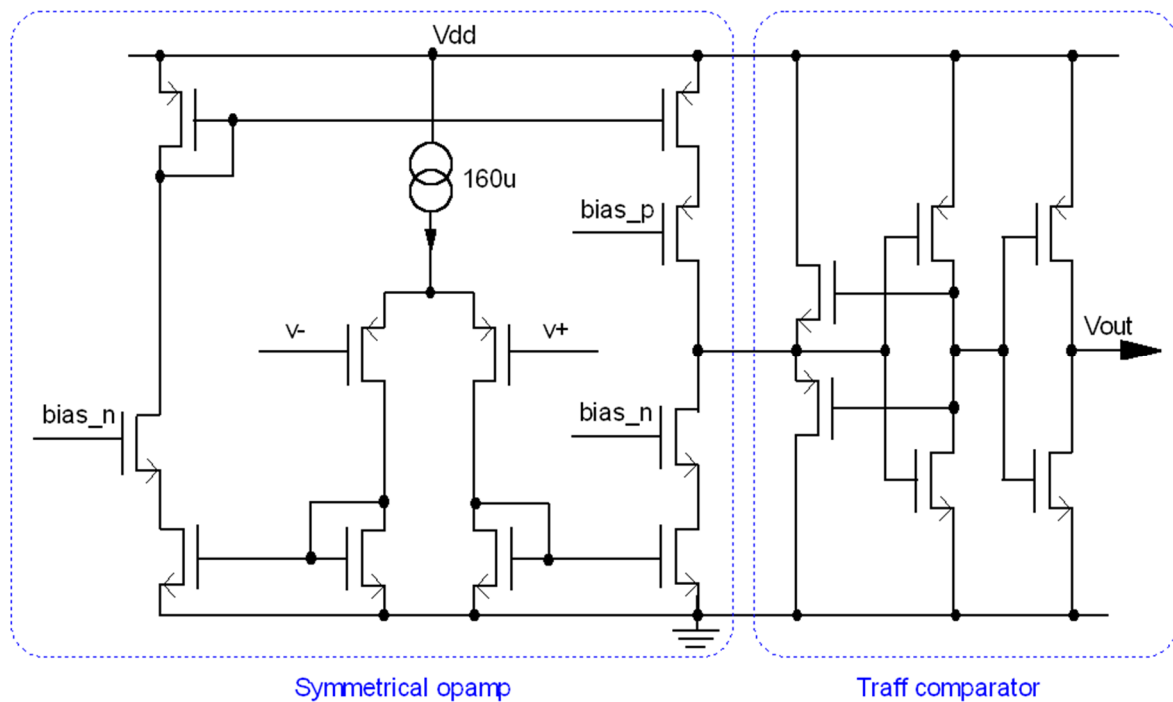 Vdd
160u
bias_p
v-
v+
Vout
bias_n
bias_n
Symmetrical opamp
Traff comparator